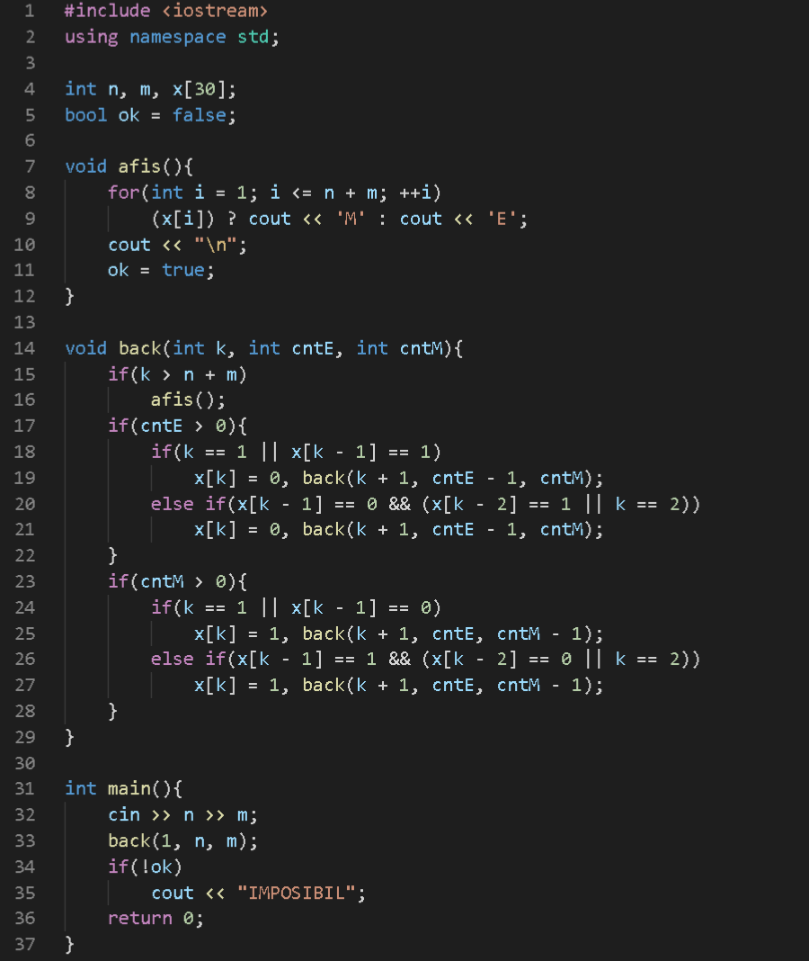 1 #include <iostream>
2 using namespace std;
3
4 int n, m, x[30];
5 bool ok = false;
6
7 void afis(){
8     for(int i = 1; i <= n + m; ++i)
9         (x[i]) ? cout << 'M' : cout << 'E';
10     cout << "\n";
11     ok = true;
12 }
13
14 void back(int k, int cntE, int cntM){
15     if(k > n + m)
16         afis();
17     if(cntE > 0){
18         if(k == 1 || x[k - 1] == 1)
19             x[k] = 0, back(k + 1, cntE - 1, cntM);
20         else if(x[k - 1] == 0 && (x[k - 2] == 1 || k == 2))
21             x[k] = 0, back(k + 1, cntE - 1, cntM);
22     }
23     if(cntM > 0){
24         if(k == 1 || x[k - 1] == 0)
25             x[k] = 1, back(k + 1, cntE, cntM - 1);
26         else if(x[k - 1] == 1 && (x[k - 2] == 0 || k == 2))
27             x[k] = 1, back(k + 1, cntE, cntM - 1);
28     }
29 }
30
31 int main(){
32     cin >> n >> m;
33     back(1, n, m);
34     if(!ok)
35         cout << "IMPOSIBIL";
36     return 0;
37 }